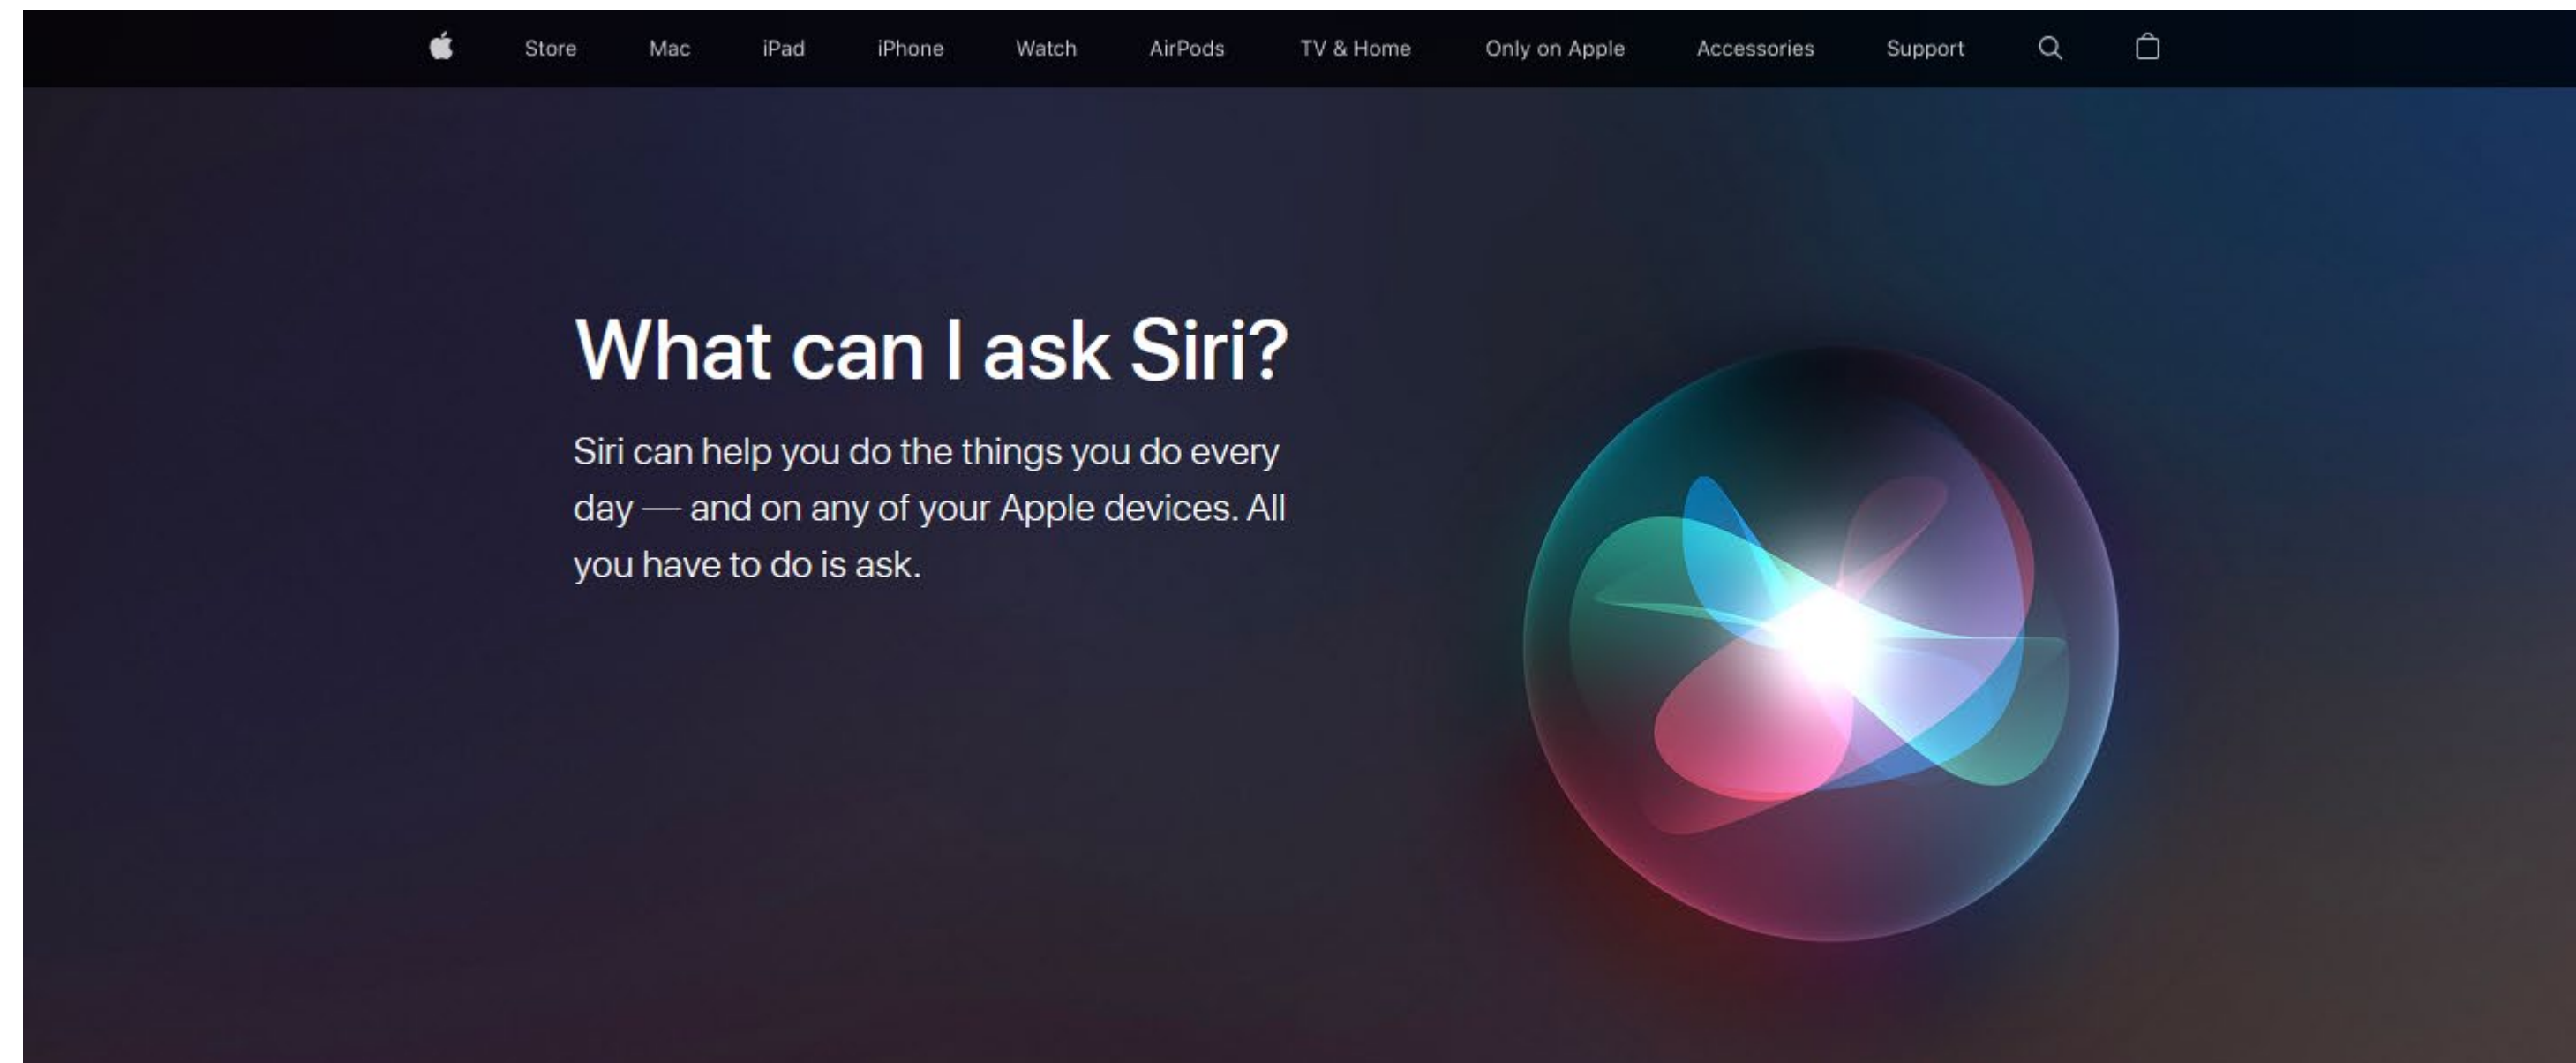 Store Mac iPad iPhone Watch AirPods TV & Home Only on Apple Accessories Support
What can I ask Siri?
Siri can help you do the things you do every
day — and on any of your Apple devices. All
you have to do is ask.